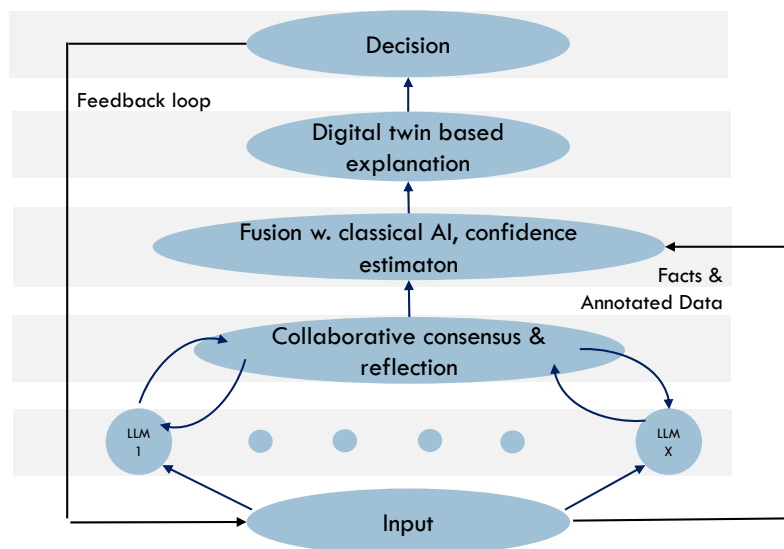 Decision
Feedback loop
Digital twin based
explanation
Fusion w. classical AI, confidence
estimaton
Facts &
Annotated Data
Collaborative consensus &
reflection
LLM
1
LLM
X
Input